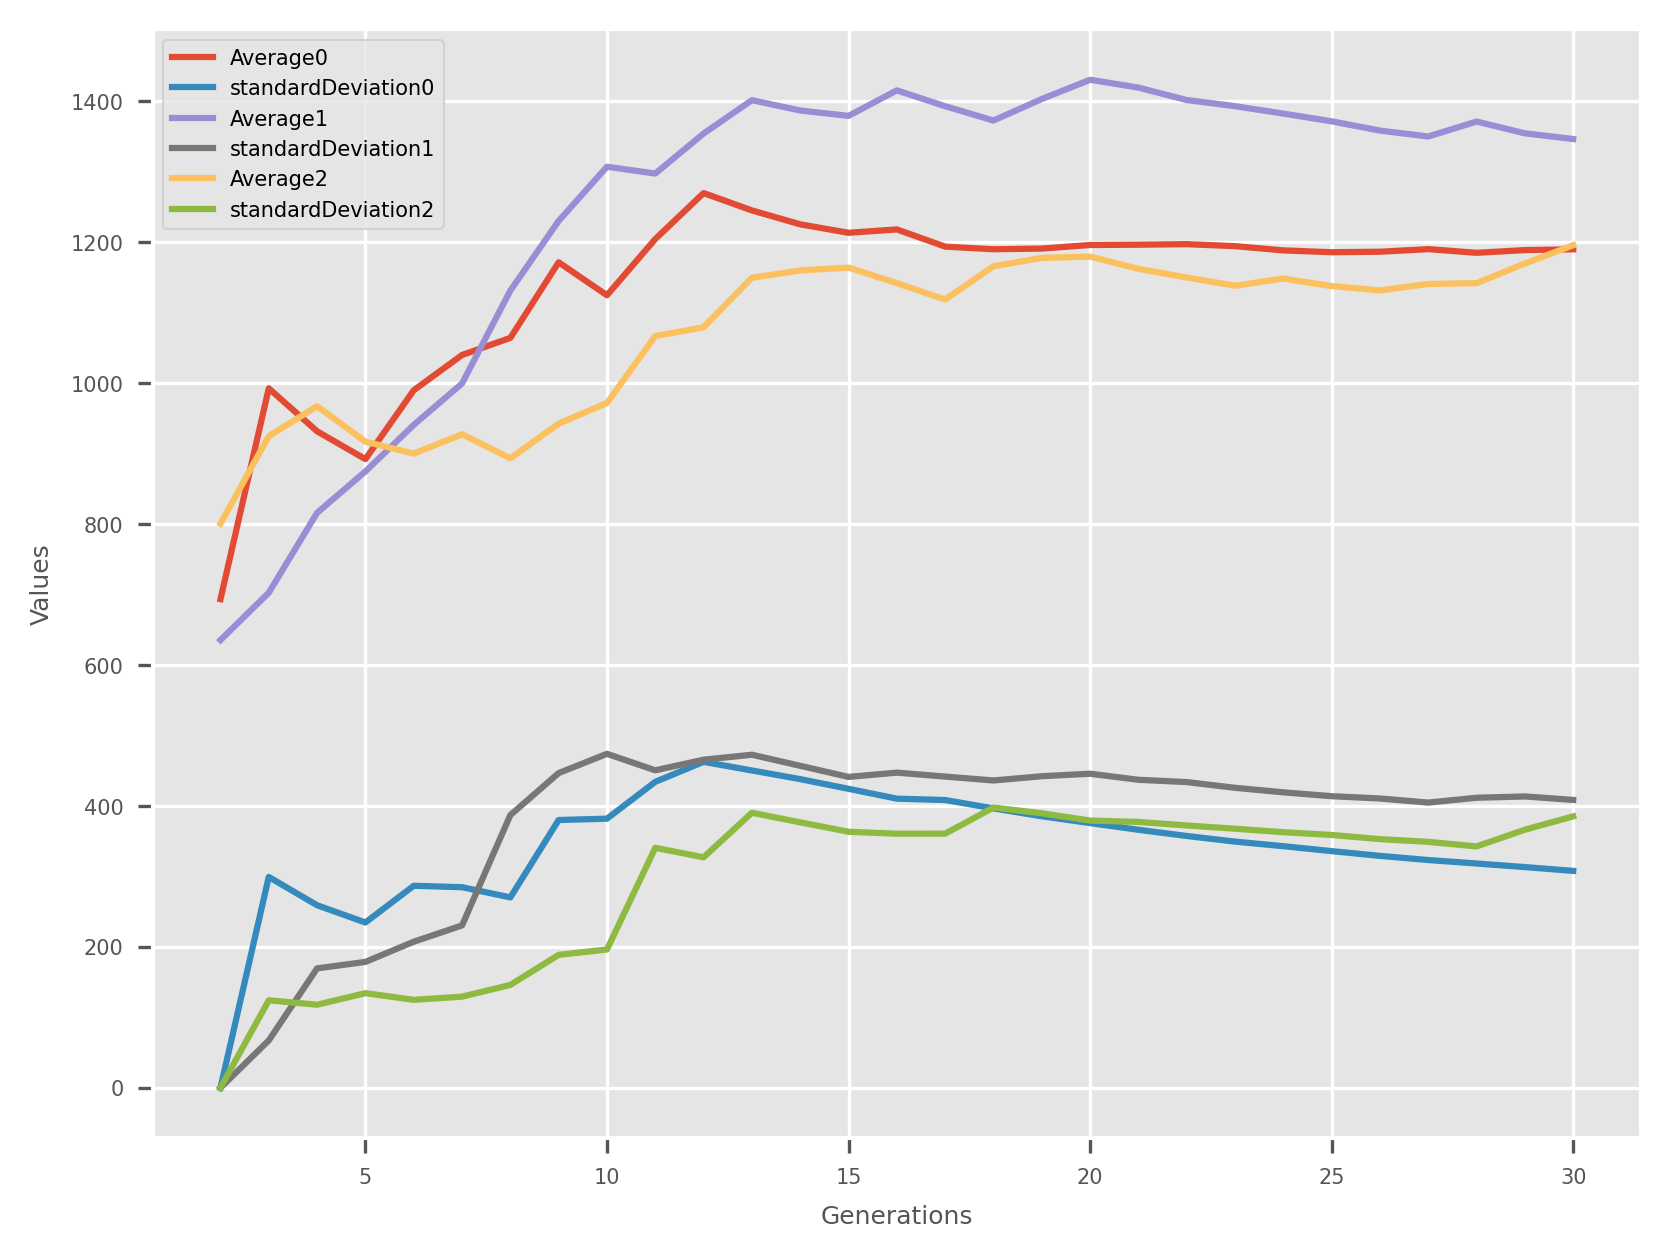 Average0
standardDeviation0
Average1
standardDeviation1
Average2
standardDeviation2
1400
1200
1000
800
600
400
200
0
Values
5 10 15 20 25 30
Generations